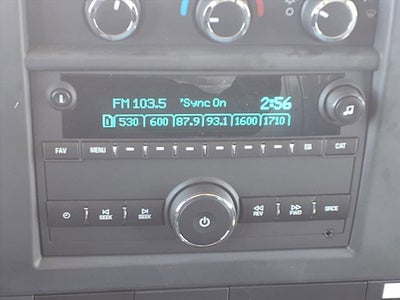 FM 103.5 *Sync On 2:56
D 530 600 87.9 93.1 1600 1710
FAV MENU CAT
SEEK SEEK REV FWD SRCE